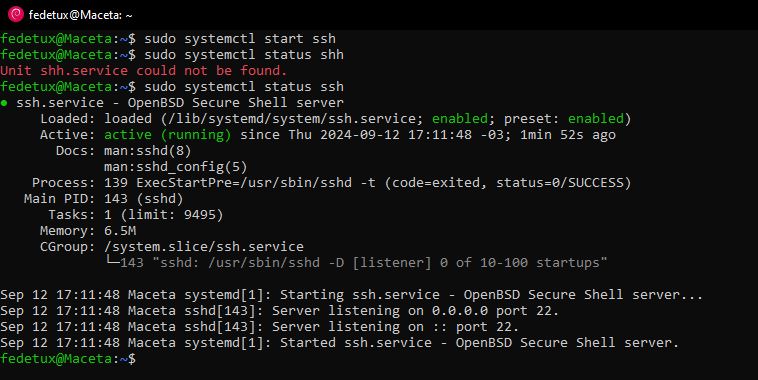 fedetux@Maceta: ~
fedetux@Maceta:~$ sudo systemctl start ssh
fedetux@Maceta:~$ sudo systemctl status shh
Unit shh.service could not be found.
fedetux@Maceta:~$ sudo systemctl status ssh
● ssh.service - OpenBSD Secure Shell server
     Loaded: loaded (/lib/systemd/system/ssh.service; enabled; preset: enabled)
     Active: active (running) since Thu 2024-09-12 17:11:48 -03; 1min 52s ago
       Docs: man:sshd(8)
             man:sshd_config(5)
    Process: 139 ExecStartPre=/usr/sbin/sshd -t (code=exited, status=0/SUCCESS)
   Main PID: 143 (sshd)
      Tasks: 1 (limit: 9495)
     Memory: 6.5M
     CGroup: /system.slice/ssh.service
             └─143 "sshd: /usr/sbin/sshd -D [listener] 0 of 10-100 startups"
Sep 12 17:11:48 Maceta systemd[1]: Starting ssh.service - OpenBSD Secure Shell server...
Sep 12 17:11:48 Maceta sshd[143]: Server listening on 0.0.0.0 port 22.
Sep 12 17:11:48 Maceta sshd[143]: Server listening on :: port 22.
Sep 12 17:11:48 Maceta systemd[1]: Started ssh.service - OpenBSD Secure Shell server.
fedetux@Maceta:~$